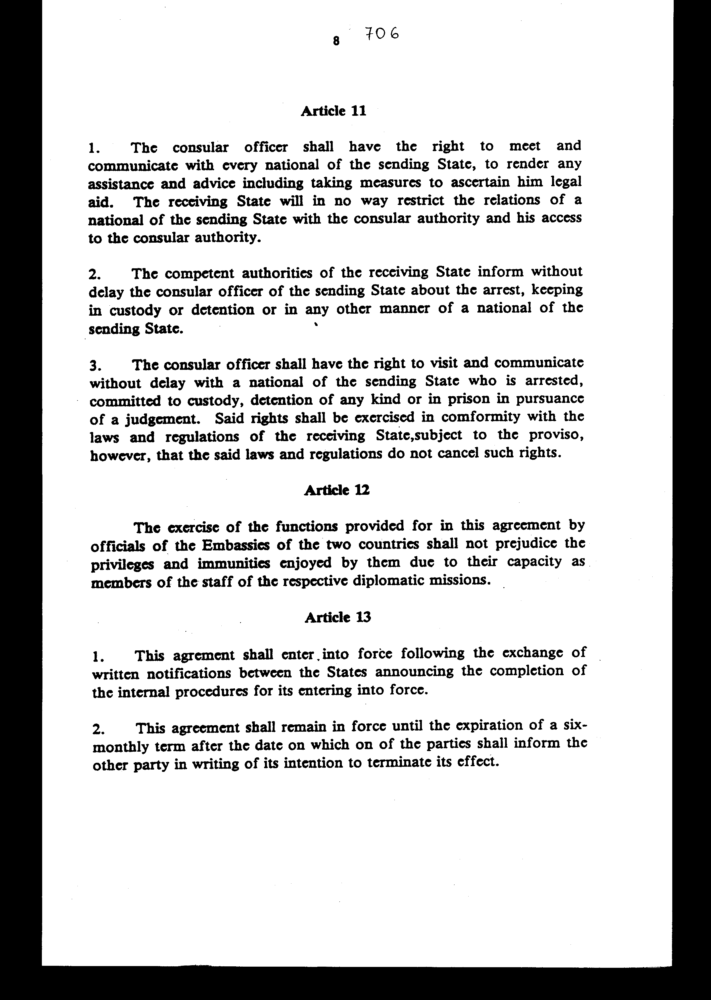 8 706
Article 11
1. The consular officer shall have the right to meet and
communicate with every national of the sending State, to render any
assistance and advice including taking measures to ascertain him legal
aid. The receiving State will in no way restrict the relations of a
national of the sending State with the consular authority and his access
to the consular authority.
2. The competent authorities of the receiving State inform without
delay the consular officer of the sending State about the arrest, keeping
in custody or detention or in any other manner of a national of the
sending State.
3. The consular officer shall have the right to visit and communicate
without delay with a national of the sending State who is arrested,
committed to custody, detention of any kind or in prison in pursuance
of a judgement. Said rights shall be exercised in comformity with the
laws and regulations of the receiving State,subject to the proviso,
however, that the said laws and regulations do not cancel such rights.
Article 12
The exercise of the functions provided for in this agreement by
officials of the Embassies of the two countries shall not prejudice the
privileges and immunities enjoyed by them due to their capacity as
members of the staff of the respective diplomatic missions.
Article 13
1. This agrement shall enter into force following the exchange of
written notifications between the States announcing the completion of
the internal procedures for its entering into force.
2. This agreement shall remain in force until the expiration of a six-
monthly term after the date on which on of the parties shall inform the
other party in writing of its intention to terminate its effect.